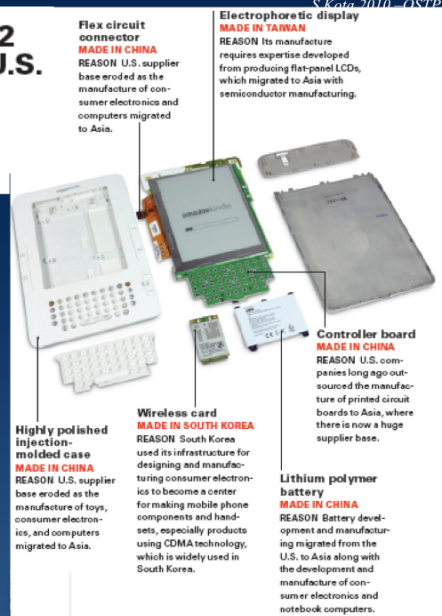 S Kota 2010 –OSTP
2
U.S.
Flex circuit
connector
MADE IN CHINA
REASON U.S. supplier
base eroded as the
manufacture of con-
sumer electronics and
computers migrated
to Asia.
Electrophoretic display
MADE IN TAIWAN
REASON Its manufacture
requires expertise developed
from producing flat-panel LCDs,
which migrated to Asia with
semiconductor manufacturing.
amazonkindle
Controller board
MADE IN CHINA
REASON U.S. com-
panies long ago out-
sourced the manufac-
ture of printed circuit
boards to Asia, where
there is now a huge
supplier base.
Highly polished
injection-
molded case
MADE IN CHINA
REASON U.S. supplier
base eroded as the
manufacture of toys,
consumer electron-
ics, and computers
migrated to Asia.
Wireless card
MADE IN SOUTH KOREA
REASON South Korea
used its infrastructure for
designing and manufac-
turing consumer electron-
ics to become a center
for making mobile phone
components and hand-
sets, especially products
using CDMA technology,
which is widely used in
South Korea.
Lithium polymer
battery
MADE IN CHINA
REASON Battery devel-
opment and manufactur-
ing migrated from the
U.S. to Asia along with
the development and
manufacture of con-
sumer electronics and
notebook computers.